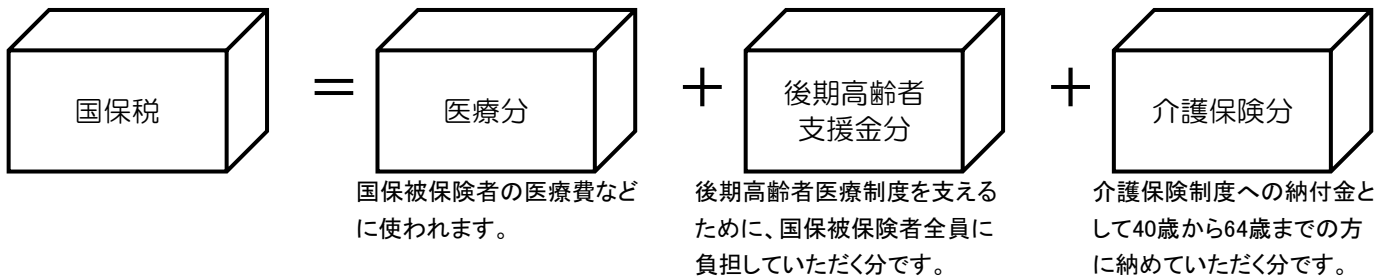 国保税
＝
医療分
＋
後期高齢者
支援金分
＋
介護保険分
国保被保険者の医療費など
に使われます。
後期高齢者医療制度を支える
ために、国保被保険者全員に
負担していただく分です。
介護保険制度への納付金と
して40歳から64歳までの方
に納めていただく分です。